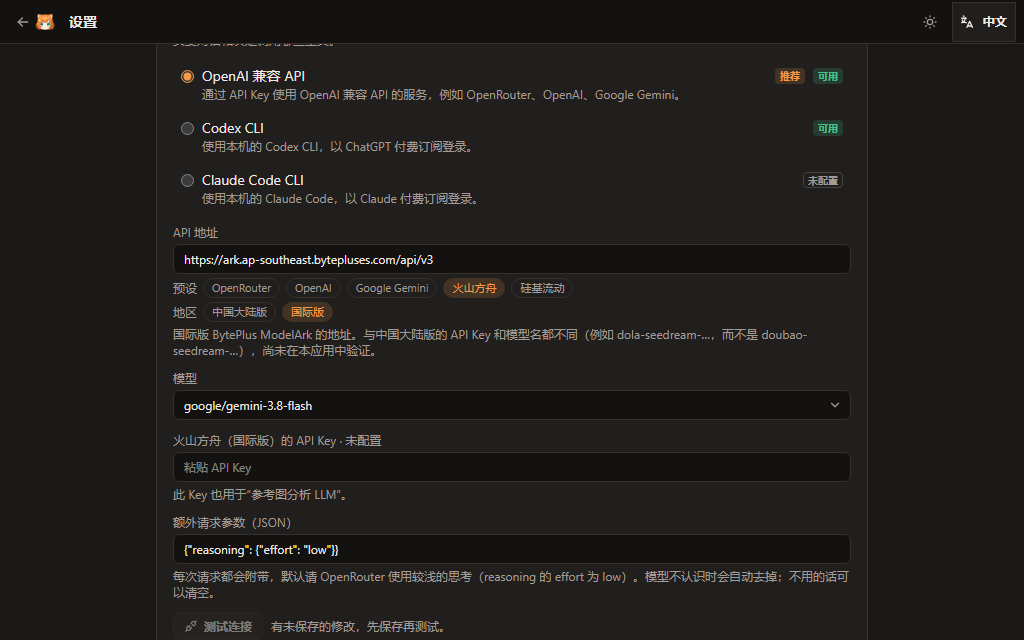 设置
中文
OpenAI 兼容 API
推荐
可用
通过 API Key 使用 OpenAI 兼容 API 的服务，例如 OpenRouter、OpenAI、Google Gemini。
Codex CLI
可用
使用本机的 Codex CLI，以 ChatGPT 付费订阅登录。
Claude Code CLI
未配置
使用本机的 Claude Code，以 Claude 付费订阅登录。
API 地址
https://ark.ap-southeast.bytepluses.com/api/v3
预设 OpenRouter OpenAI Google Gemini 火山方舟 硅基流动
地区 中国大陆版 国际版
国际版 BytePlus ModelArk 的地址。与中国大陆版的 API Key 和模型名都不同（例如 dola-seedream-...，而不是 doubao-
seedream-...），尚未在本应用中验证。
模型
google/gemini-3.8-flash
火山方舟（国际版）的 API Key · 未配置
粘贴 API Key
此 Key 也用于“参考图分析 LLM”。
额外请求参数（JSON）
{"reasoning": {"effort": "low"}}
每次请求都会附带，默认请 OpenRouter 使用较浅的思考（reasoning 的 effort 为 low）。模型不认识时会自动去掉；不用的话可
以清空。
测试连接 有未保存的修改，先保存再测试。